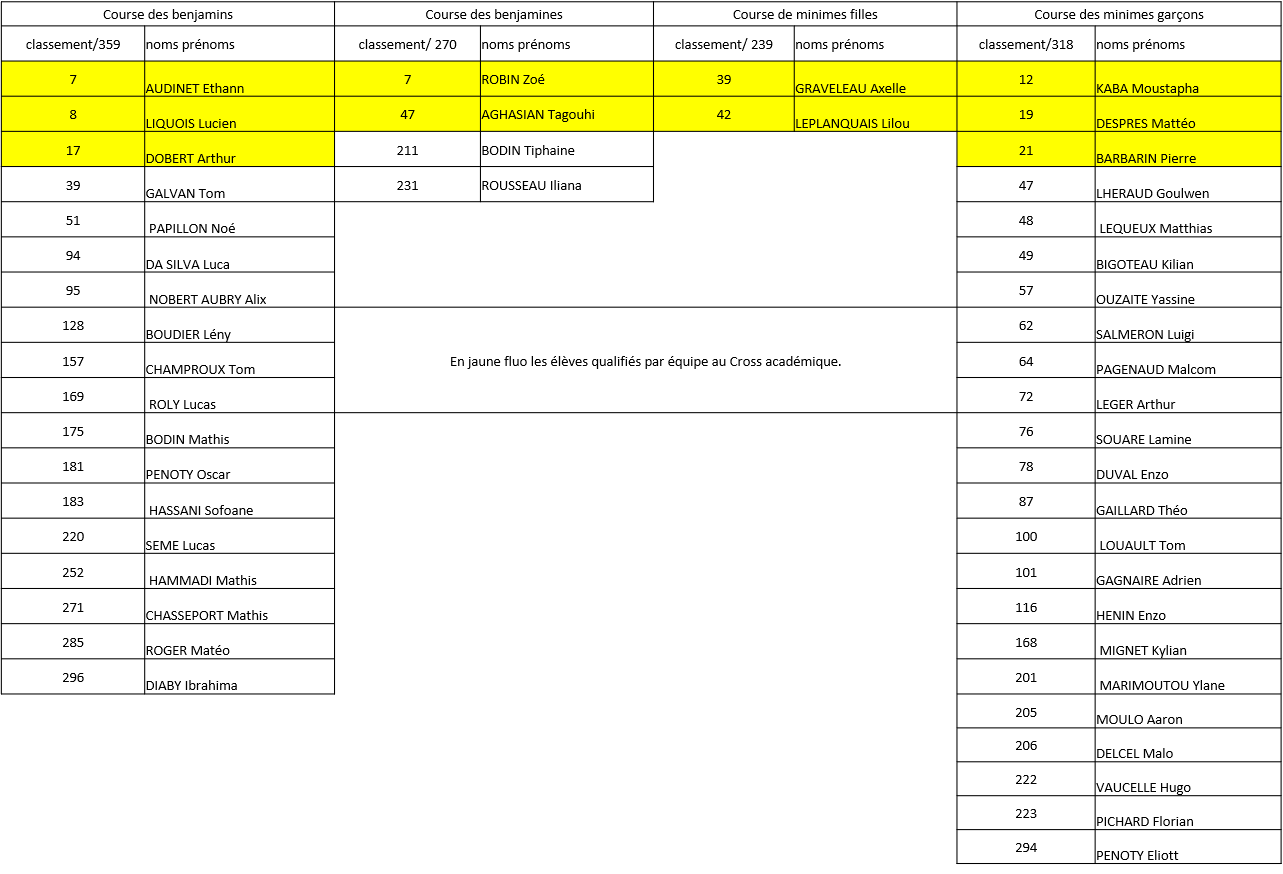 Course des benjamins Course des benjamines Course de minimes filles Course des minimes garçons
classement/359 noms prénoms classement/ 270 noms prénoms classement/ 239 noms prénoms classement/318 noms prénoms
7 AUDINET Ethann 7 ROBIN Zoé 39 GRAVELEAU Axelle 12 KABA Moustapha
8 LIQUOIS Lucien 47 AGHASIAN Tagouhi 42 LEPLANQUAIS Lilou 19 DESPRES Mattéo
17 DOBERT Arthur 211 BODIN Tiphaine 21 BARBARIN Pierre
39 GALVAN Tom 231 ROUSSEAU Iliana 47 LHERAUD Goulwen
51 PAPILLON Noé 48 LEQUEUX Matthias
94 DA SILVA Luca 49 BIGOTEAU Kilian
95 NOBERT AUBRY Alix 57 OUZAITE Yassine
128 BOUDIER Lény 62 SALMERON Luigi
157 CHAMPROUX Tom En jaune fluo les élèves qualifiés par équipe au Cross académique. 64 PAGENAUD Malcom
169 ROLY Lucas 72 LEGER Arthur
175 BODIN Mathis 76 SOUARE Lamine
181 PENOTY Oscar 78 DUVAL Enzo
183 HASSANI Sofoane 87 GAILLARD Théo
220 SEME Lucas 100 LOUAULT Tom
252 HAMMADI Mathis 101 GAGNAIRE Adrien
271 CHASSEPORT Mathis 116 HENIN Enzo
285 ROGER Matéo 168 MIGNET Kylian
296 DIABY Ibrahima 201 MARIMOUTOU Ylane
205 MOULO Aaron
206 DELCEL Malo
222 VAUCELLE Hugo
223 PICHARD Florian
294 PENOTY Eliott